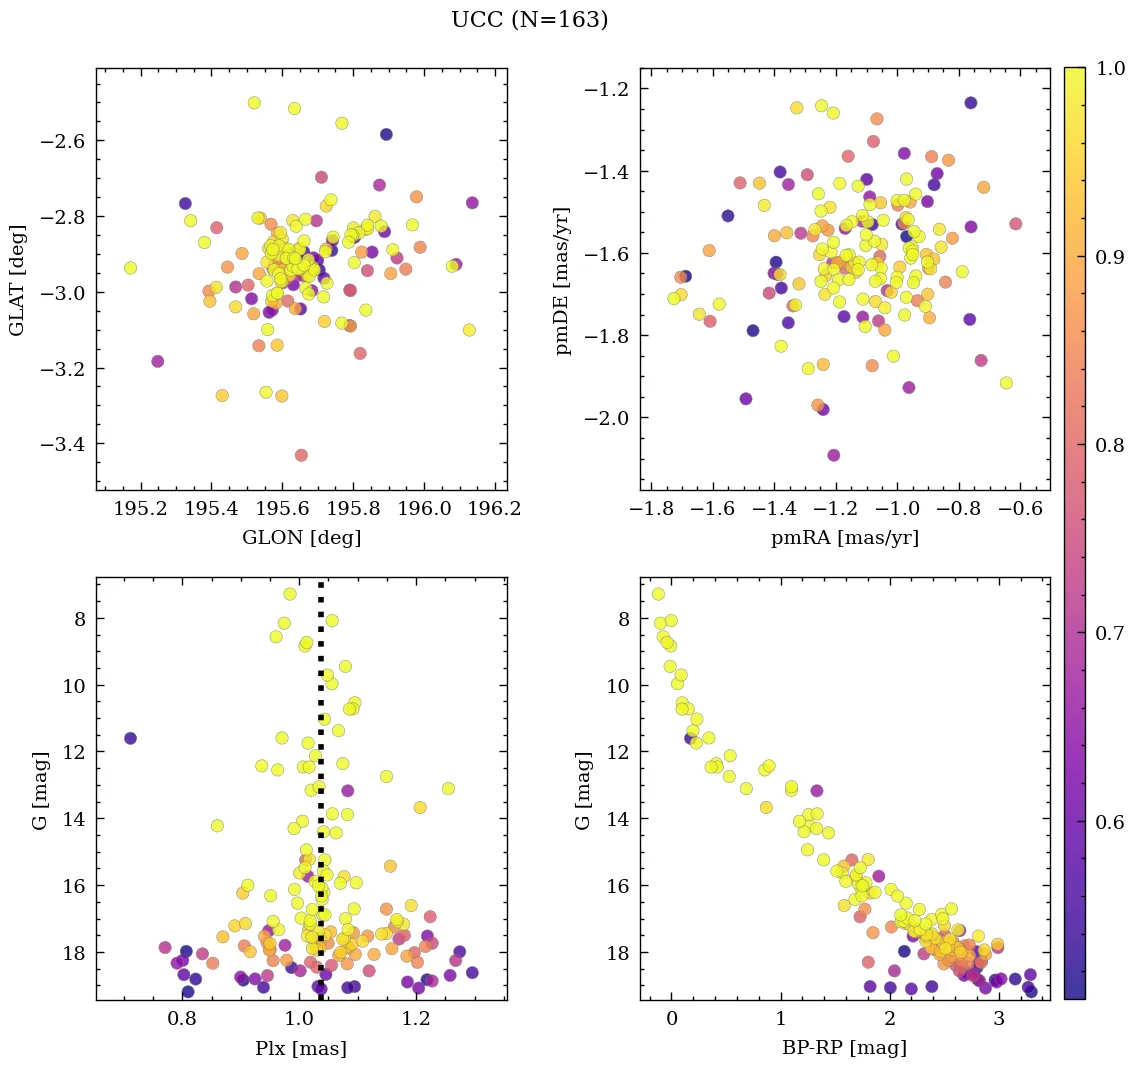 UCC (N=163)
−2.6
−2.8
−3.0
−3.2
−3.4
GLAT [deg]
195.2 195.4 195.6 195.8 196.0 196.2
GLON [deg]
−1.2
−1.4
−1.6
−1.8
−2.0
pmDE [mas/yr]
−1.8 −1.6 −1.4 −1.2 −1.0 −0.8 −0.6
pmRA [mas/yr]
1.0
0.9
0.8
0.7
0.6
8
10
12
14
16
18
G [mag]
0.8 1.0 1.2
Plx [mas]
8
10
12
14
16
18
G [mag]
0 1 2 3
BP-RP [mag]